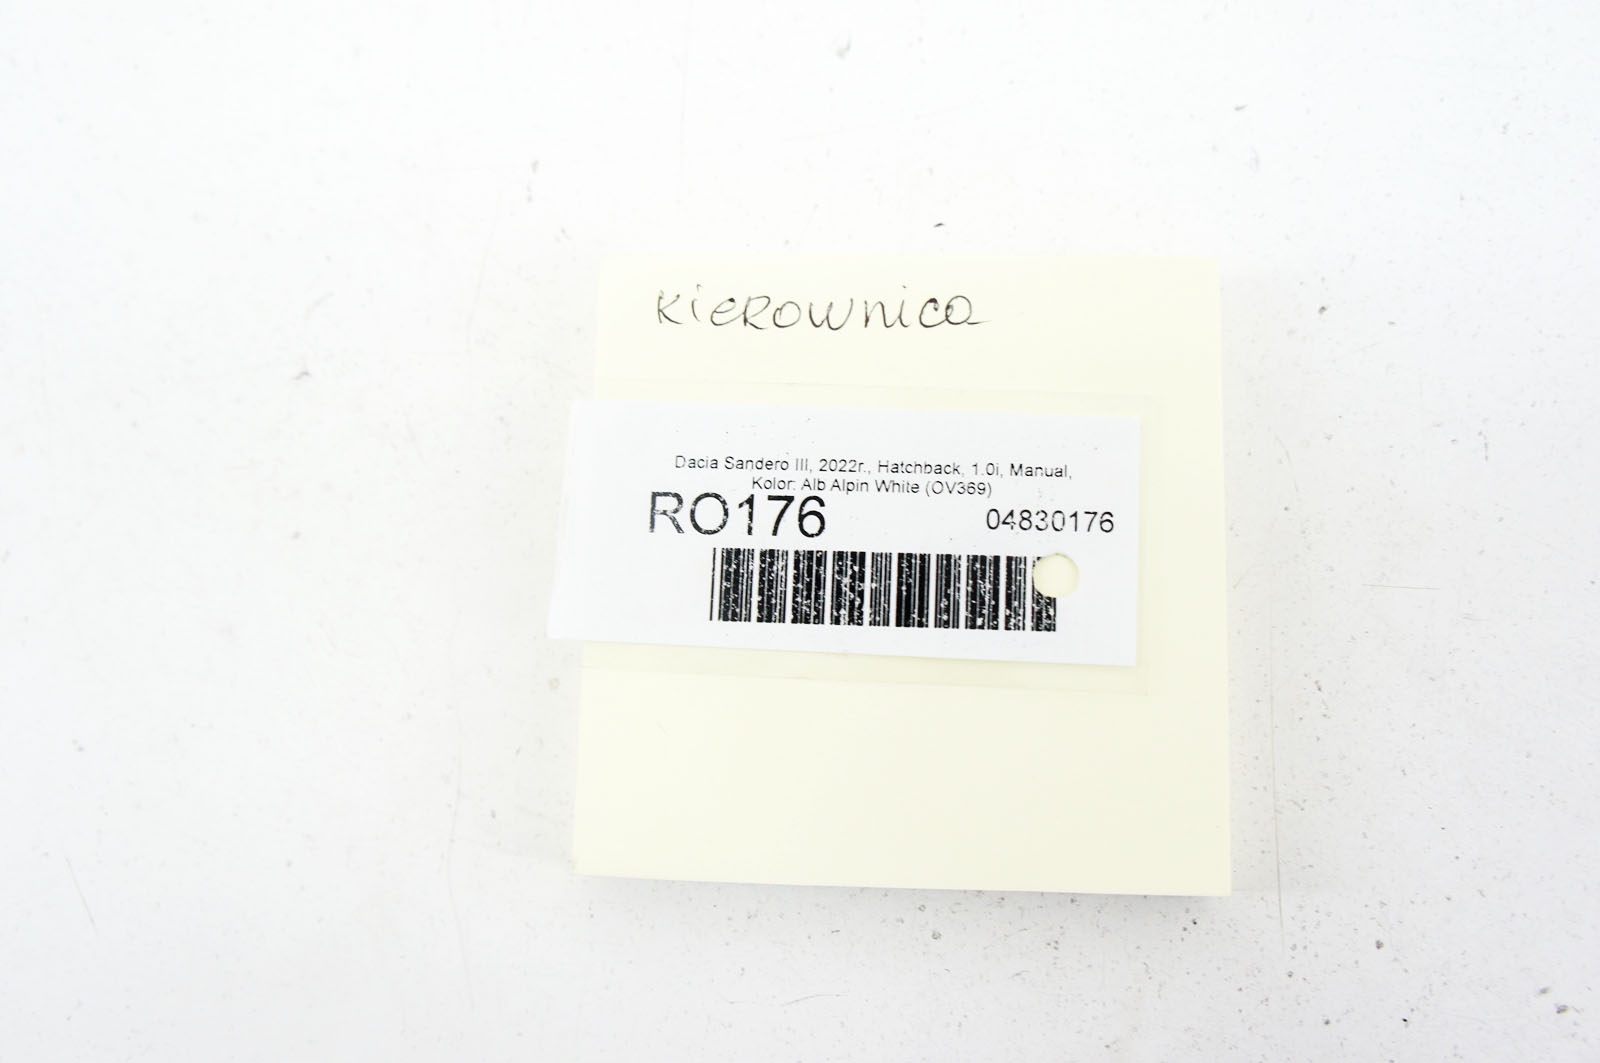 Kierownica
Dacia Sandero III, 2022r., Hatchback, 1.0i, Manual,
Kolor: Alb Alpin White (OV369)
RO176 04830176